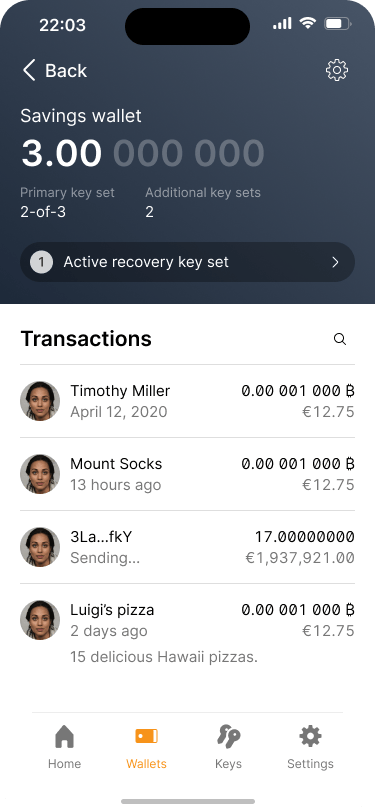 22:03
Back
Savings wallet
3.00 000 000
Primary key set Additional key sets
2-of-3 2
1 Active recovery key set
Transactions
Timothy Miller 0.00 001 000 ₿
April 12, 2020 €12.75
Mount Socks 0.00 001 000 ₿
13 hours ago €12.75
3La...fkY 17.00000000
Sending... €1,937,921.00
Luigi’s pizza 0.00 001 000 ₿
2 days ago €12.75
15 delicious Hawaii pizzas.
Home Wallets Keys Settings